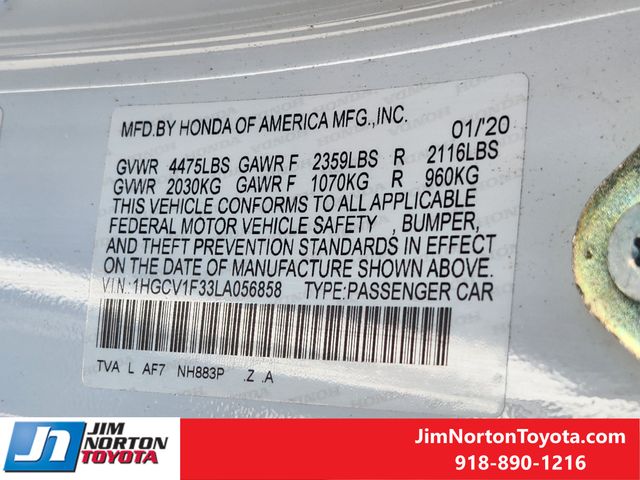 MFD.BY HONDA OF AMERICA MFG.,INC. 01/'20
GVWR 4475LBS GAWR F 2359LBS R 2116LBS
GVWR 2030KG GAWR F 1070KG R 960KG
THIS VEHICLE CONFORMS TO ALL APPLICABLE
FEDERAL MOTOR VEHICLE SAFETY , BUMPER,
AND THEFT PREVENTION STANDARDS IN EFFECT
ON THE DATE OF MANUFACTURE SHOWN ABOVE.
V.I.N.:1HGCV1F33LA056858 TYPE:PASSENGER CAR
TVA L AF7 NH883P .Z .A
JIM
NORTON
TOYOTA
JimNortonToyota.com
918-890-1216